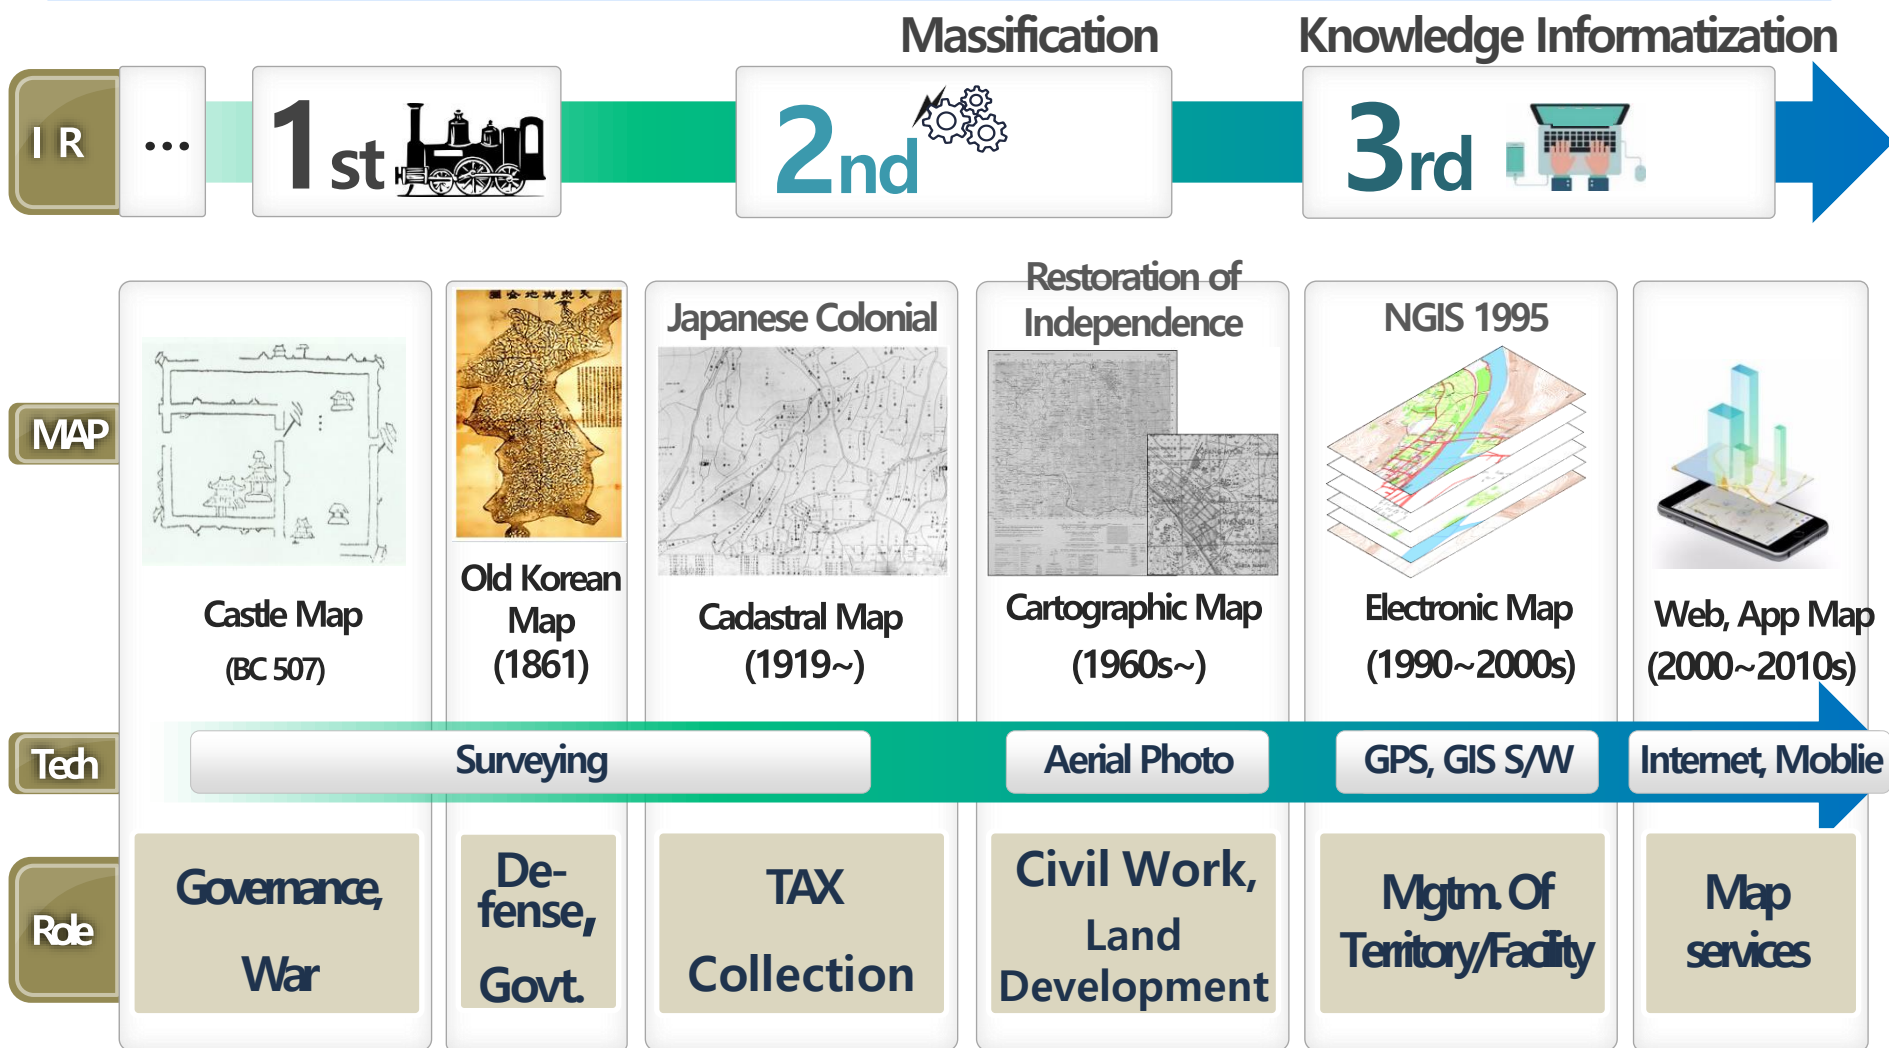 Massification
Knowledge Informatization
I R
...
1st
2nd
3rd
MAP
Castle Map
(BC 507)
Old Korean
Map
(1861)
Japanese Colonial
Cadastral Map
(1919~)
Restoration of
Independence
Cartographic Map
(1960s~)
NGIS 1995
Electronic Map
(1990~2000s)
Web, App Map
(2000~2010s)
Tech
Surveying
Aerial Photo
GPS, GIS S/W
Internet, Moblie
Role
Governance,
War
De-
fense,
Govt.
TAX
Collection
Civil Work,
Land
Development
Mgtm. Of
Territory/Facility
Map
services